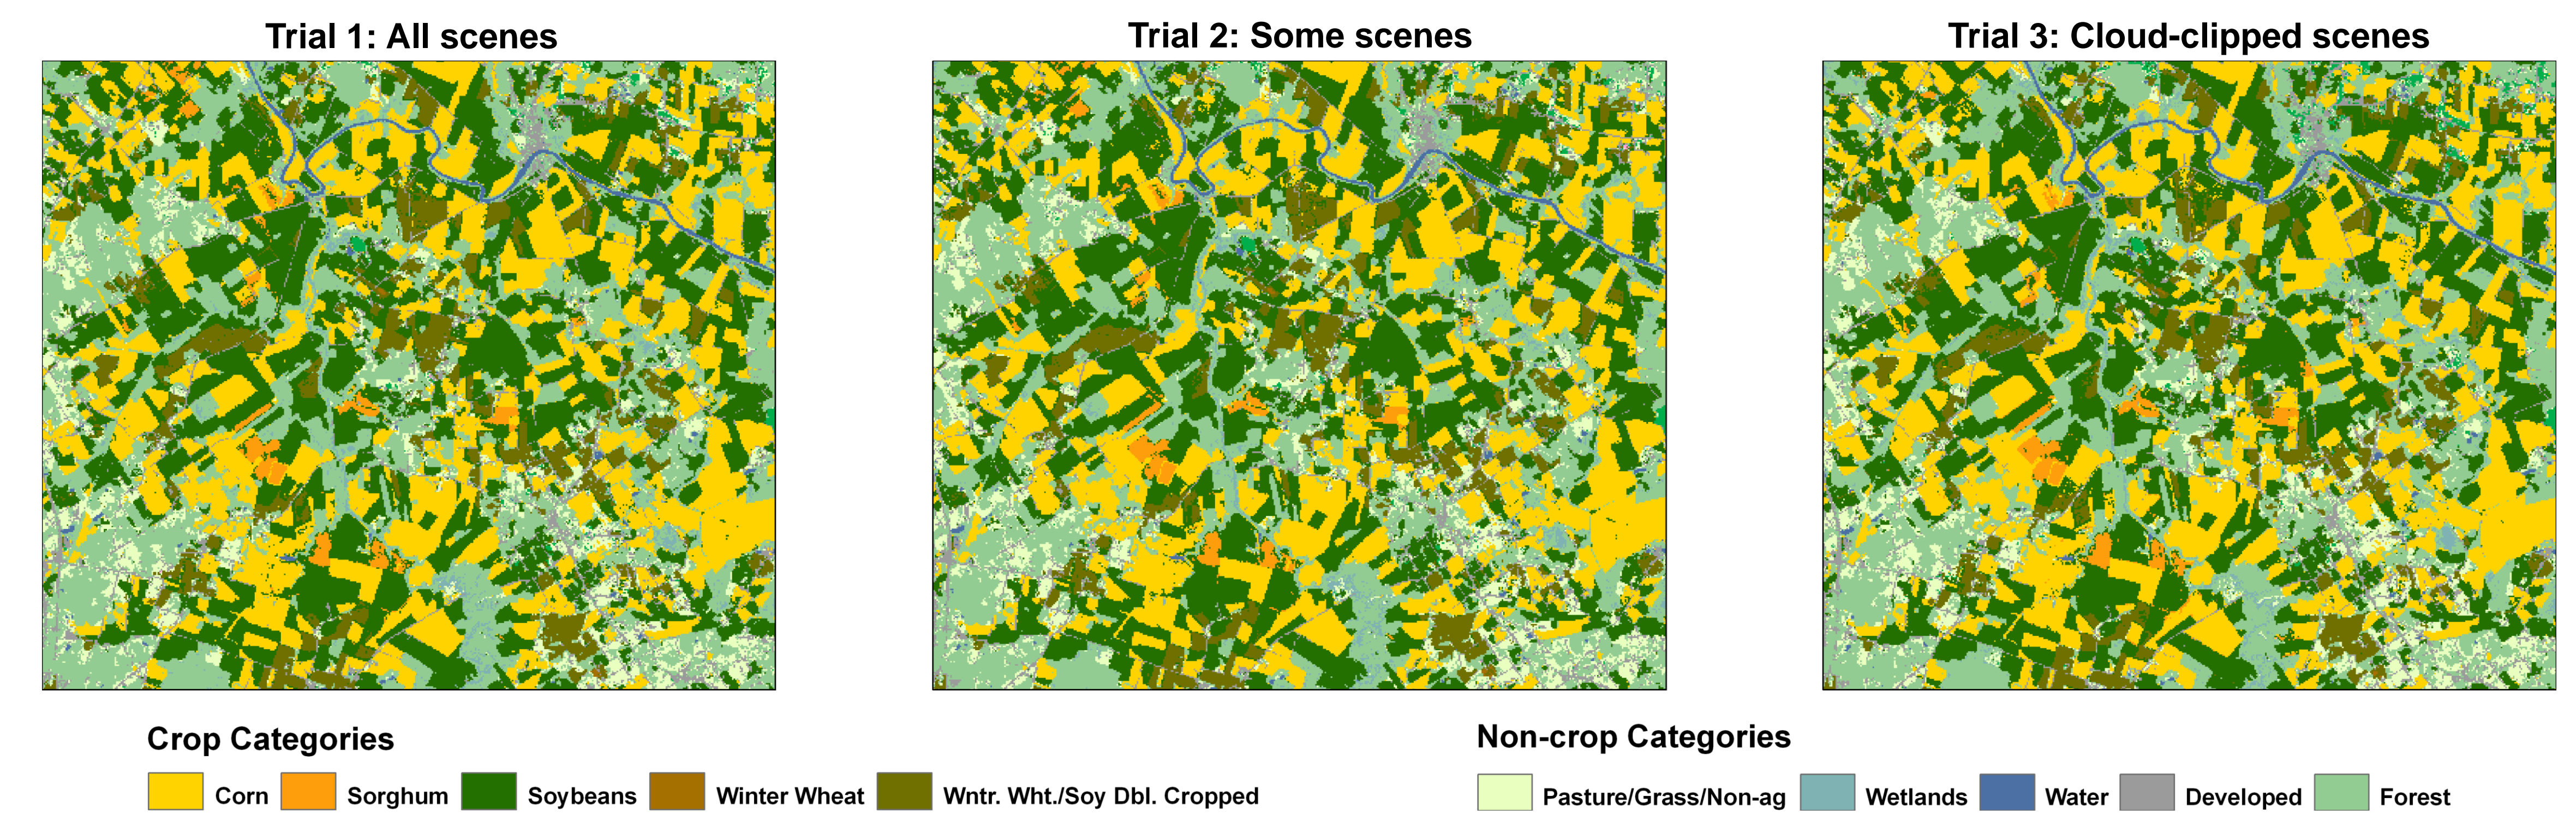 Trial 1: All scenes
Trial 2: Some scenes
Trial 3: Cloud-clipped scenes
Crop Categories
Corn
Sorghum
Soybeans
Winter Wheat
Wntr. Wht./Soy Dbl. Cropped
Non-crop Categories
Pasture/Grass/Non-ag
Wetlands
Water
Developed
Forest